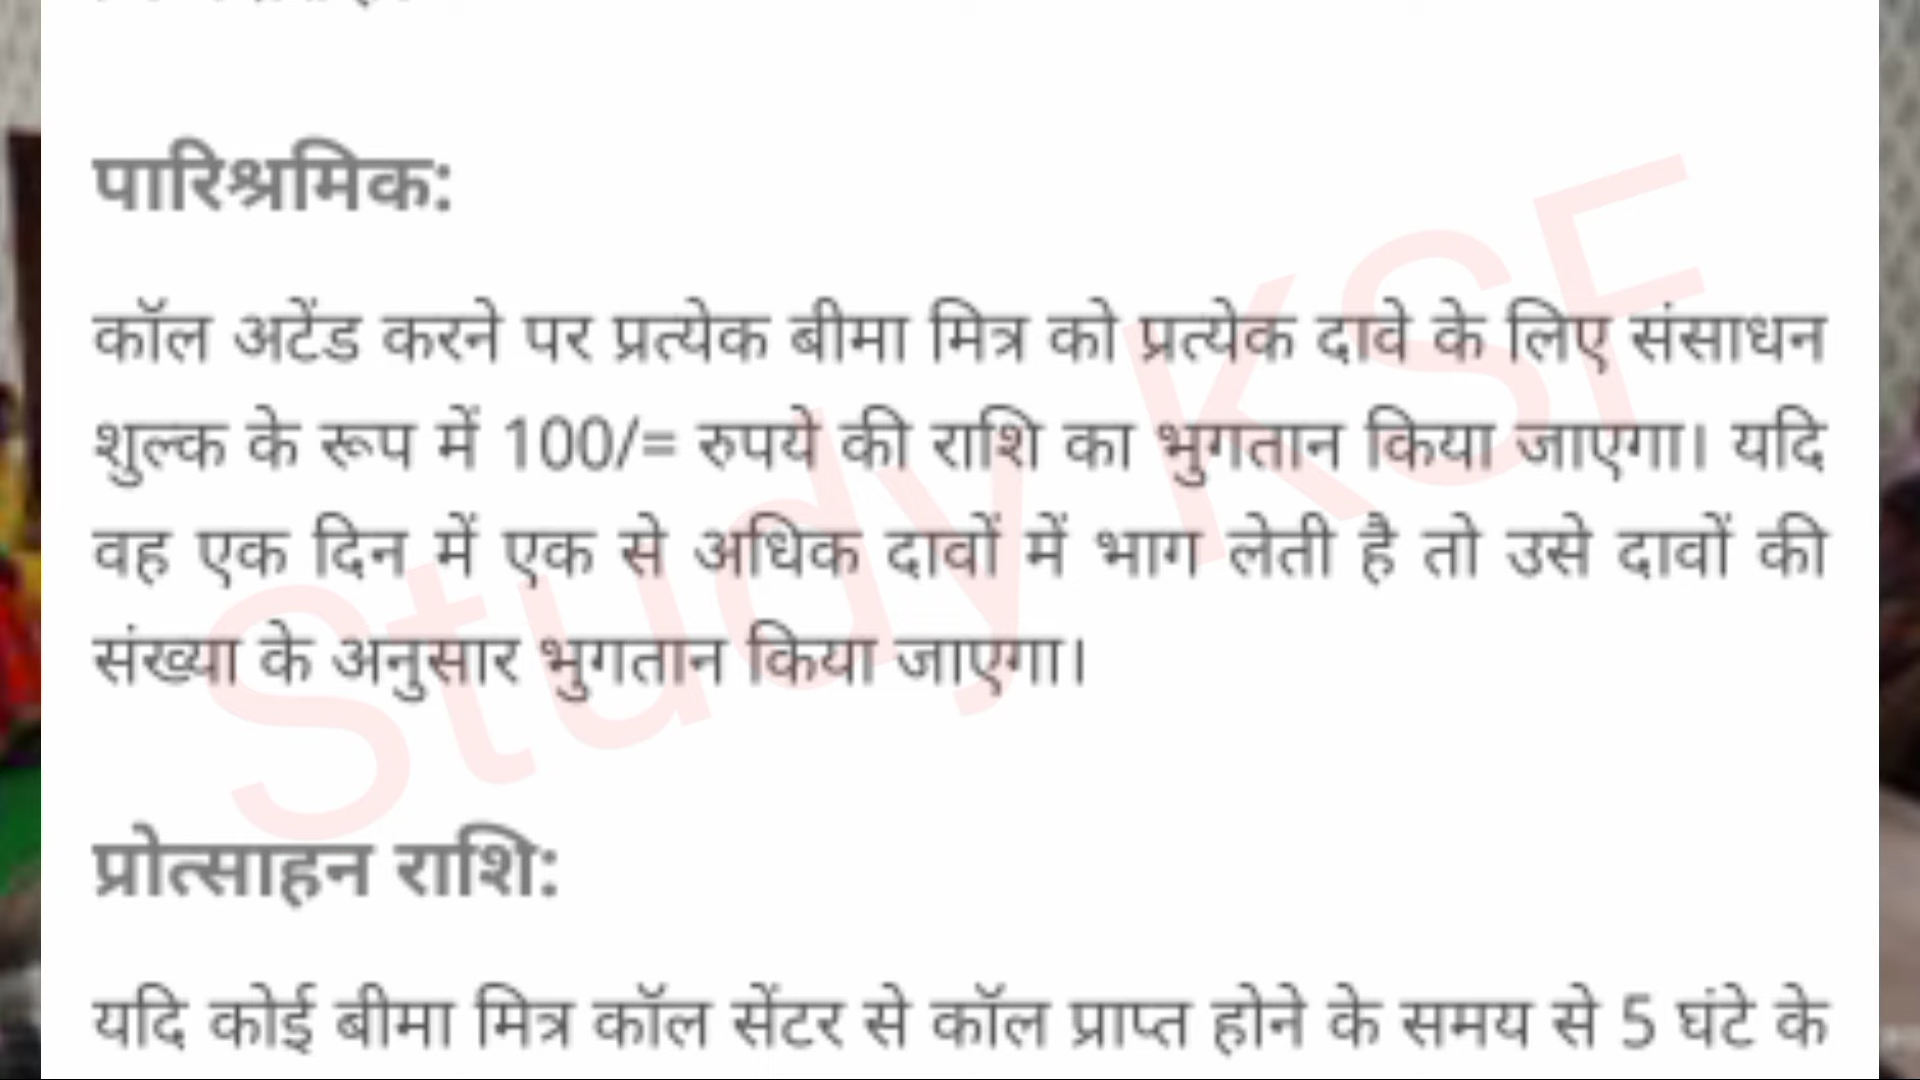 पारिश्रमिक:
कॉल अटेंड करने पर प्रत्येक बीमा मित्र को प्रत्येक दावे के लिए संसाधन
शुल्क के रूप में 100/= रुपये की राशि का भुगतान किया जाएगा। यदि
वह एक दिन में एक से अधिक दावों में भाग लेती है तो उसे दावों की
संख्या के अनुसार भुगतान किया जाएगा।
Study KSF
प्रोत्साहन राशि:
यदि कोई बीमा मित्र कॉल सेंटर से कॉल प्राप्त होने के समय से 5 घंटे के